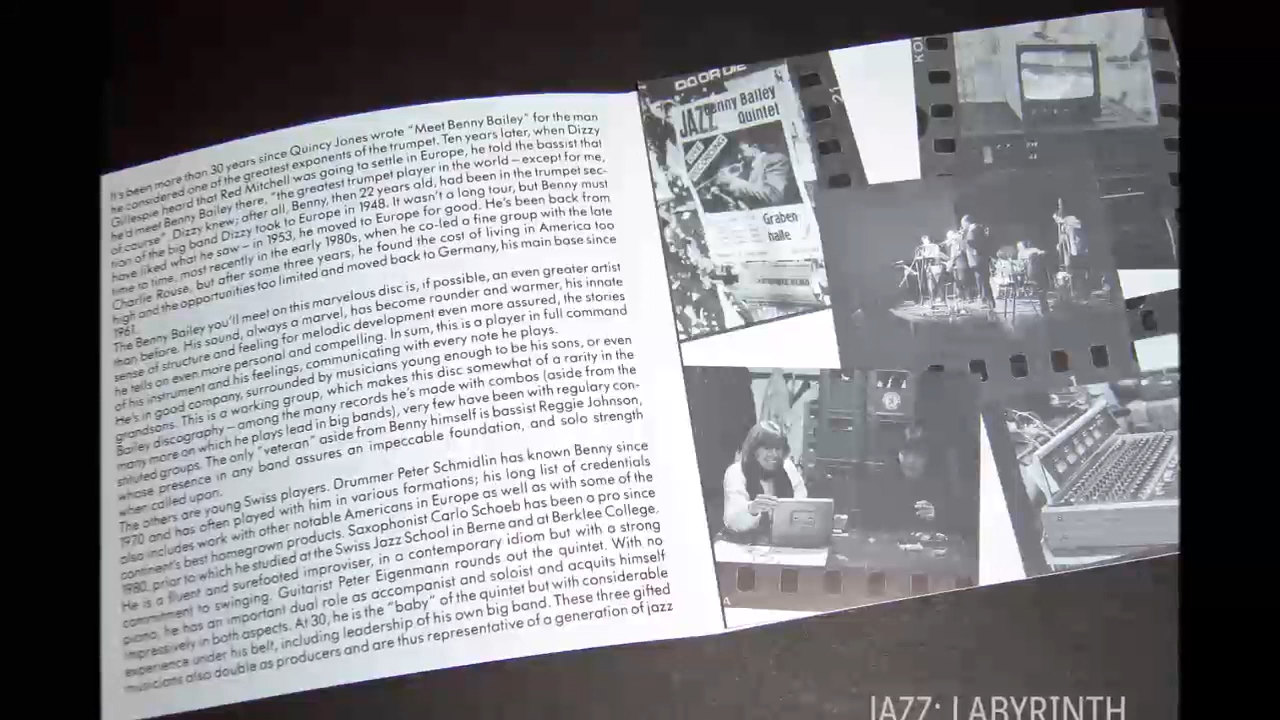 It's been more than 30 years since Quincy Jones wrote "Meet Benny Bailey" for the man
he considered one of the greatest exponents of the trumpet. Ten years later, when Dizzy
Gillespie heard that Red Mitchell was going to settle in Europe, he told the bassist that
he'd meet Benny Bailey there, "the greatest trumpet player in the world – except for me,
of course". Dizzy knew; after all, Benny, then 22 years old, had been in the trumpet sec-
tion of the big band Dizzy took to Europe in 1948. It wasn't a long tour, but Benny must
have liked what he saw – in 1953, he moved to Europe for good. He's been back from
time to time, most recently in the early 1980s, when he co-led a fine group with the late
Charlie Rouse, but after some three years, he found the cost of living in America too
high and the opportunities too limited and moved back to Germany, his main base since
1961.
The Benny Bailey you'll meet on this marvelous disc is, if possible, an even greater artist
than before. His sound, always a marvel, has become rounder and warmer, his innate
sense of structure and feeling for melodic development even more assured, the stories
he tells an even more personal and compelling. In sum, this is a player in full command
of his instrument and his feelings, communicating with every note he plays.
He's in good company, surrounded by musicians young enough to be his sons, or even
grandsons. This is a working group, which makes this disc somewhat of a rarity in the
Bailey discography – among the many records he's made with combos (aside from the
many more on which he plays lead in big bands), very few have been with regulary con-
stituted groups. The only "veteran" aside from Benny himself is bassist Reggie Johnson,
whose presence in any band assures an impeccable foundation, and solo strength
when called upon.
The others are young Swiss players. Drummer Peter Schmidlin has known Benny since
1970 and has often played with him in various formations; his long list of credentials
also includes work with other notable Americans in Europe as well as with some of the
continent's best homegrown products. Saxophonist Carlo Schoeb has been a pro since
1980, prior to which he studied at the Swiss Jazz School in Berne and at Berklee College.
He is a fluent and surefooted improviser, in a contemporary idiom but with a strong
commitment to swinging. Guitarist Peter Eigenmann rounds out the quintet. With no
piano, he has an important dual role as accompanist and soloist and acquits himself
impressively in both aspects. At 30, he is the "baby" of the quintet but with considerable
experience under his belt, including leadership of his own big band. These three gifted
musicians also double as producers and are thus representative of a generation of jazz
DO OR DIE
JAZZ
Benny Bailey
Quintet
Graben
halle
21
KO
A
JAZZ: LABYRINTH